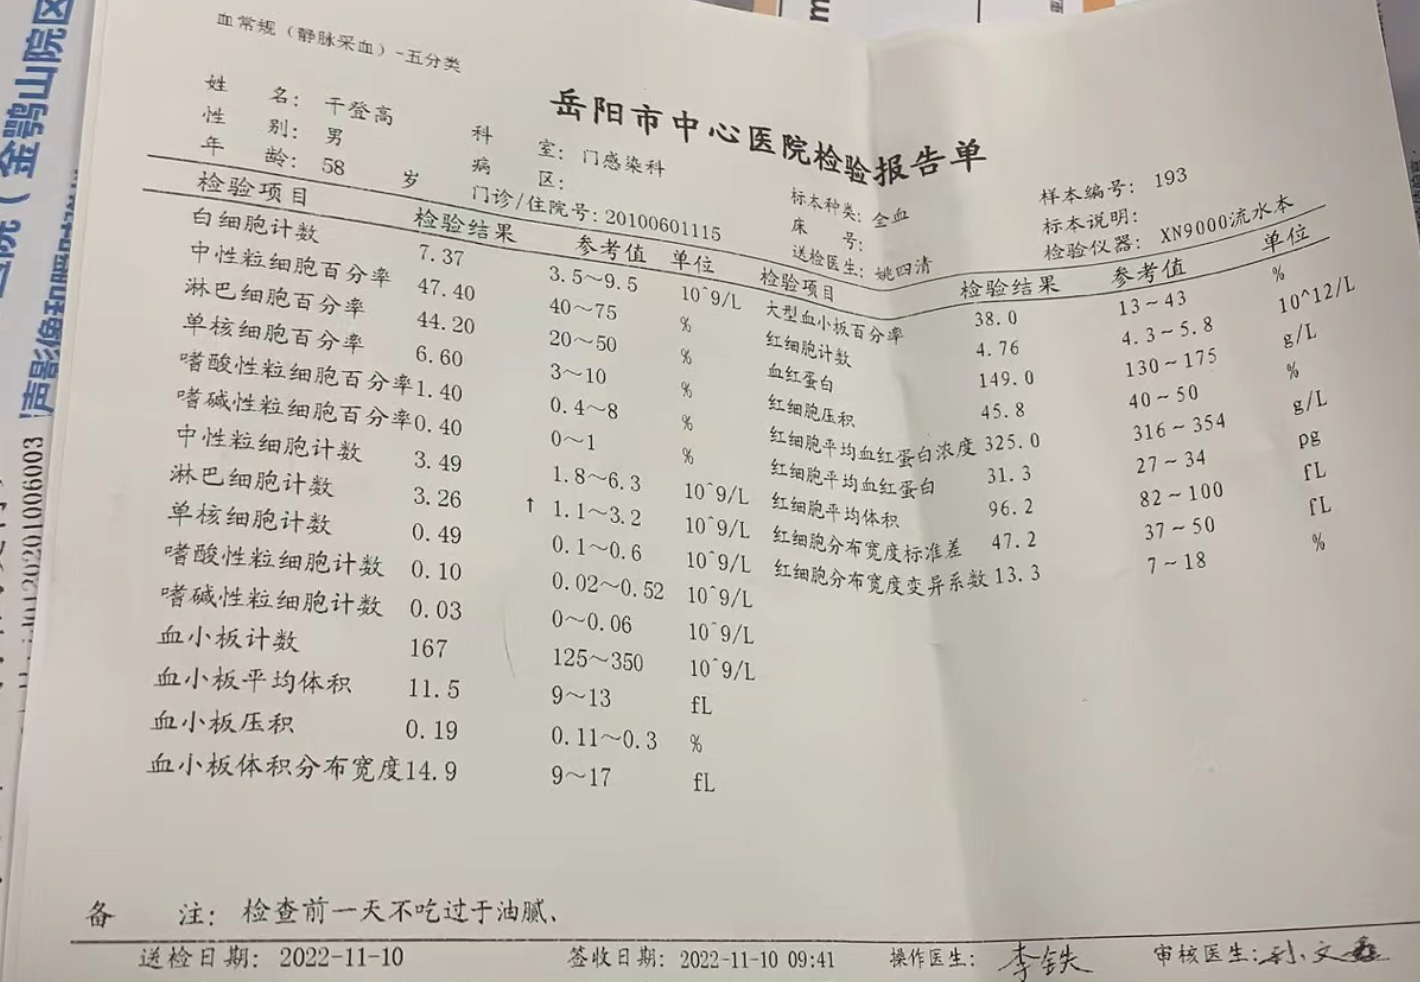 血常规（静脉采血）-五分类
岳阳市中心医院检验报告单
姓 名： 干登高 科 室： 门感染科 标本种类： 全血 样本编号： 193
性 别： 男 病 区： 床 号： 标本说明：
年 龄： 58 岁 门诊/住院号： 20100601115 送检医生： 姚四清 检验仪器： XN9000流水本
检验项目 检验结果 参考值 单位 检验项目 检验结果 参考值 单位
白细胞计数 7.37 3.5～9.5 10^9/L 大型血小板百分率 38.0 13～43 %
中性粒细胞百分率 47.40 40～75 % 红细胞计数 4.76 4.3～5.8 10^12/L
淋巴细胞百分率 44.20 20～50 % 血红蛋白 149.0 130～175 g/L
单核细胞百分率 6.60 3～10 % 红细胞压积 45.8 40～50 %
嗜酸性粒细胞百分率 1.40 0.4～8 % 红细胞平均血红蛋白浓度 325.0 316～354 g/L
嗜碱性粒细胞百分率 0.40 0～1 % 红细胞平均血红蛋白 31.3 27～34 pg
中性粒细胞计数 3.49 1.8～6.3 10^9/L 红细胞平均体积 96.2 82～100 fL
淋巴细胞计数 3.26 ↑ 1.1～3.2 10^9/L 红细胞分布宽度标准差 47.2 37～50 fL
单核细胞计数 0.49 0.1～0.6 10^9/L 红细胞分布宽度变异系数 13.3 7～18 %
嗜酸性粒细胞计数 0.10 0.02～0.52 10^9/L
嗜碱性粒细胞计数 0.03 0～0.06 10^9/L
血小板计数 167 125～350 10^9/L
血小板平均体积 11.5 9～13 fL
血小板压积 0.19 0.11～0.3 %
血小板体积分布宽度 14.9 9～17 fL
备 注： 检查前一天不吃过于油腻、
送检日期： 2022-11-10 签收日期： 2022-11-10 09:41 操作医生： 李铁 审核医生：
（金鹗山院区